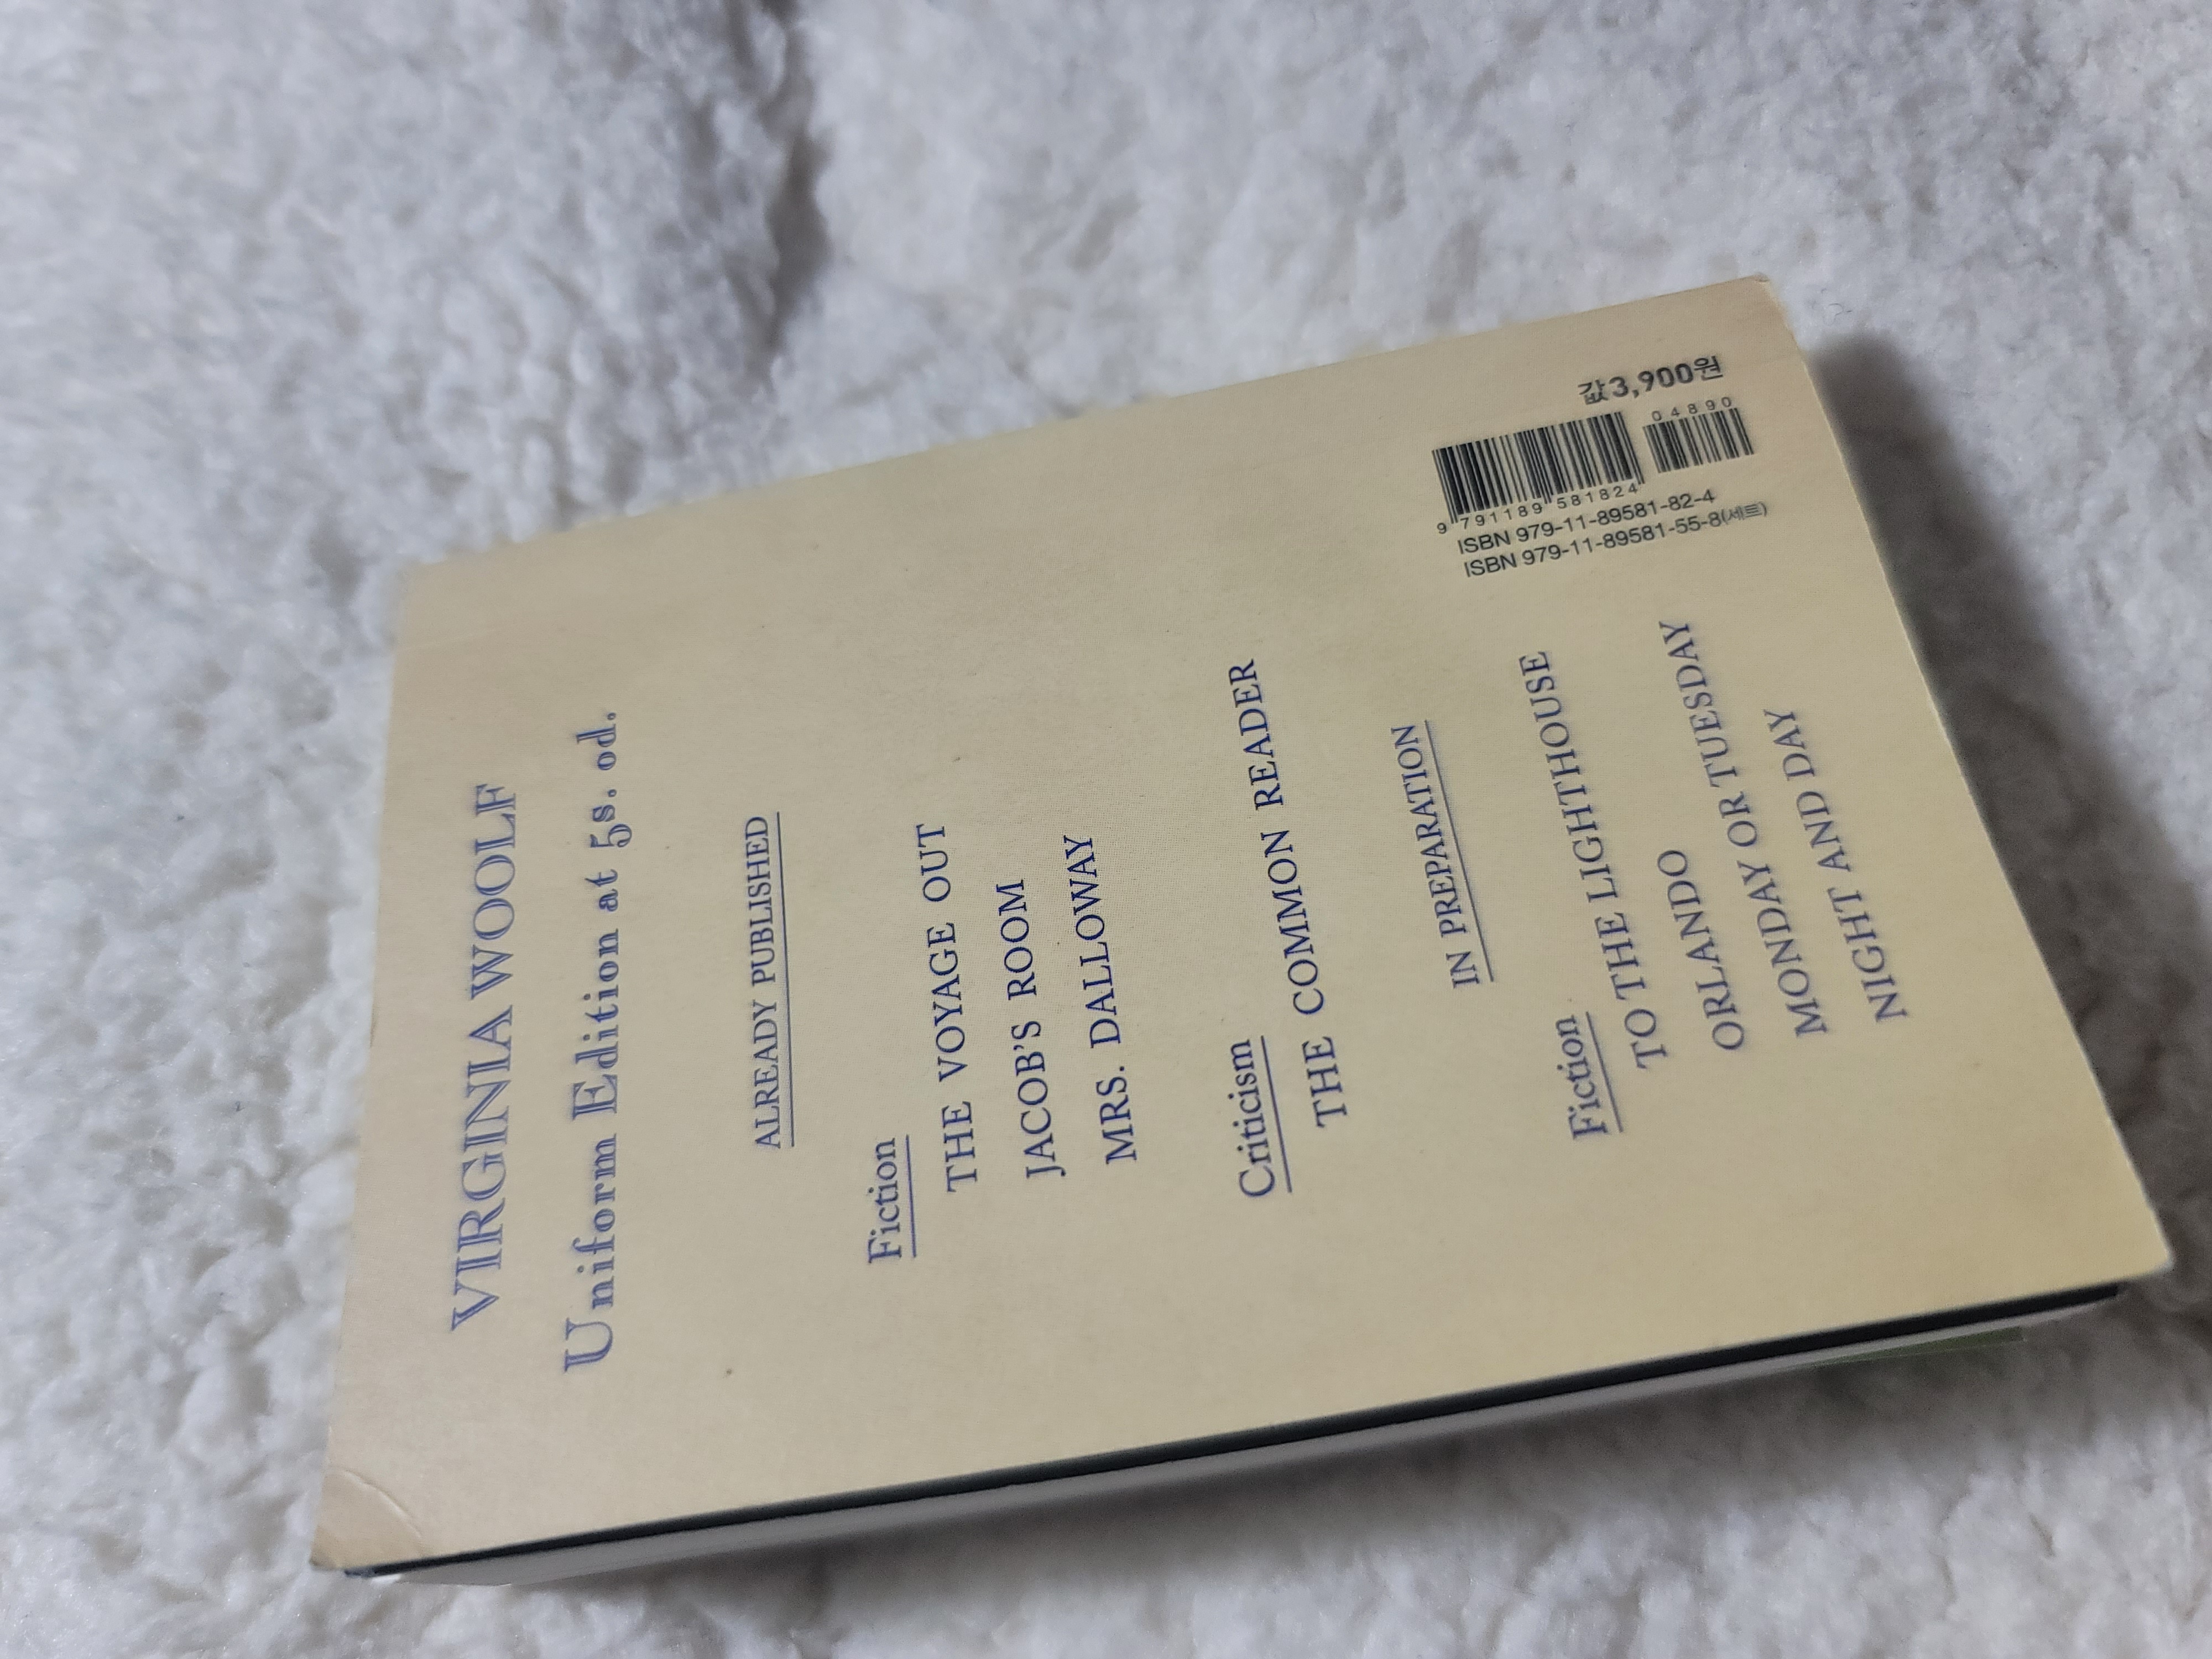 VIRGINIA WOOLF
Uniform Edition at 5s. od.
ALREADY PUBLISHED
Fiction
THE VOYAGE OUT
JACOB'S ROOM
MRS. DALLOWAY
Criticism
THE COMMON READER
IN PREPARATION
Fiction
TO THE LIGHTHOUSE
ORLANDO
MONDAY OR TUESDAY
NIGHT AND DAY
값3,900원
04890
9 791189 581824
ISBN 979-11-89581-82-4
ISBN 979-11-89581-55-8(세트)